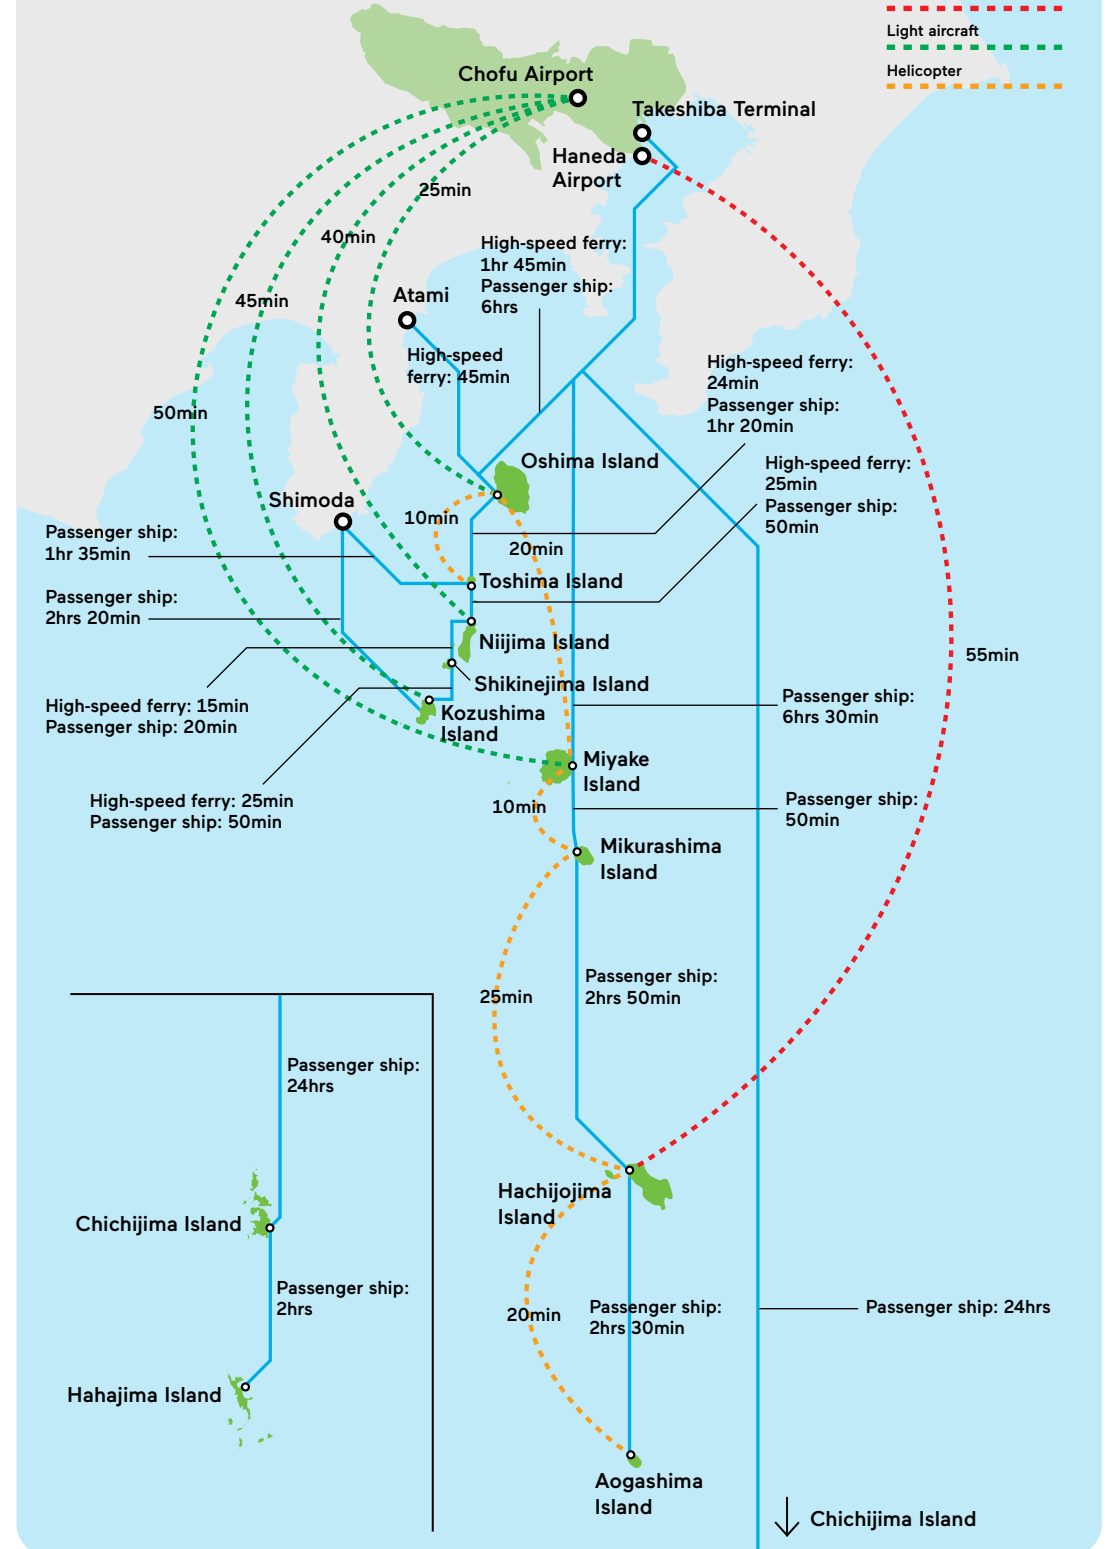 Light aircraft
Helicopter
Chofu Airport
Takeshiba Terminal
Haneda
Airport
25min
40min
High-speed ferry:
1hr 45min
Passenger ship:
6hrs
45min
Atami
High-speed
ferry: 45min
High-speed ferry:
24min
Passenger ship:
1hr 20min
50min
Oshima Island
High-speed ferry:
25min
Passenger ship:
50min
Shimoda
10min
20min
Passenger ship:
1hr 35min
Toshima Island
Passenger ship:
2hrs 20min
Niijima Island
55min
Shikinejima Island
High-speed ferry: 15min
Passenger ship: 20min
Kozushima
Island
Passenger ship:
6hrs 30min
Miyake
Island
High-speed ferry: 25min
Passenger ship: 50min
10min
Passenger ship:
50min
Mikurashima
Island
25min
Passenger ship:
2hrs 50min
Passenger ship:
24hrs
Hachijojima
Island
Chichijima Island
Passenger ship:
2hrs
20min
Passenger ship:
2hrs 30min
Passenger ship: 24hrs
Hahajima Island
Aogashima
Island
Chichijima Island